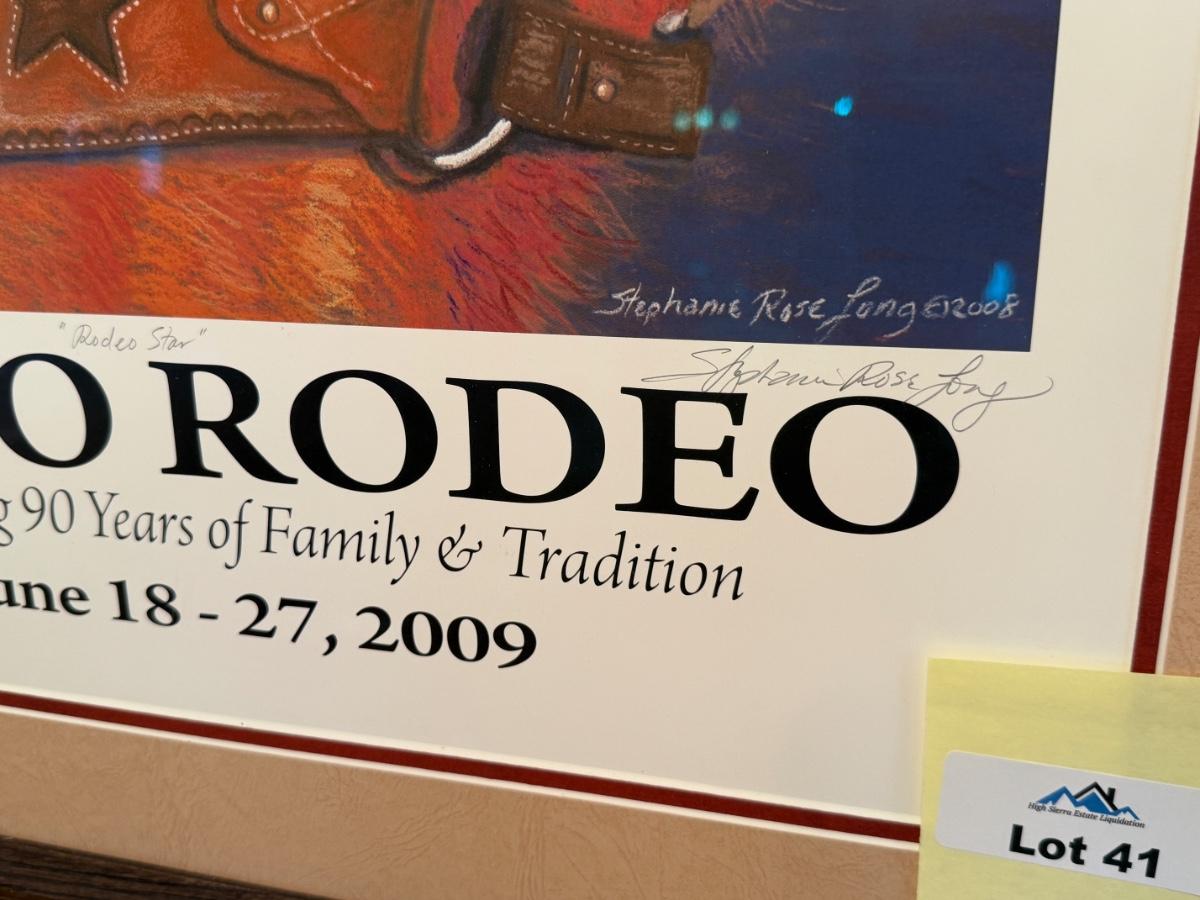 Stephanie Rose Long ©2008
"Rodeo Star"
Stephanie Rose Long
O RODEO
g 90 Years of Family & Tradition
une 18 - 27, 2009
High Sierra Estate Liquidation
Lot 41